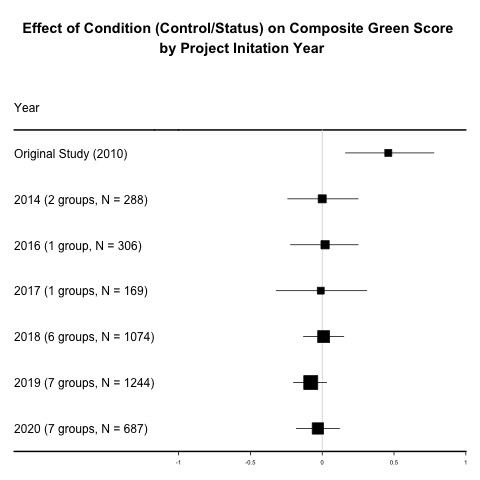 Effect of Condition (Control/Status) on Composite Green Score
by Project Initation Year
Year
Original Study (2010)
2014 (2 groups, N = 288)
2016 (1 group, N = 306)
2017 (1 groups, N = 169)
2018 (6 groups, N = 1074)
2019 (7 groups, N = 1244)
2020 (7 groups, N = 687)
-1 -0.5 0 0.5 1